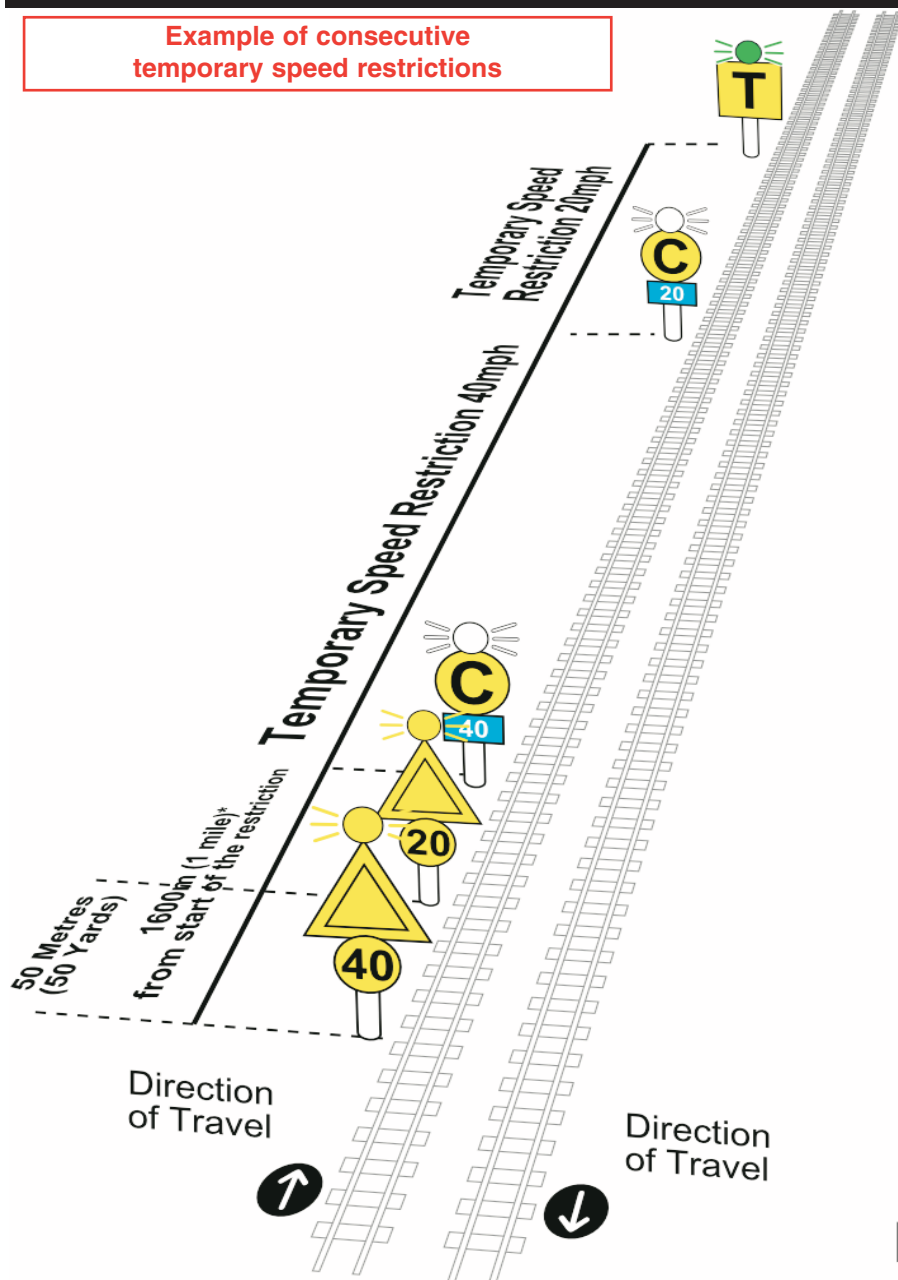 Example of consecutive
temporary speed restrictions
T
Temporary Speed
Restriction 20mph
C
20
Temporary Speed Restriction 40mph
C
40
20
40
1600m (1 mile)*
from start of the restriction
50 Metres
(50 Yards)
Direction
of Travel
Direction
of Travel